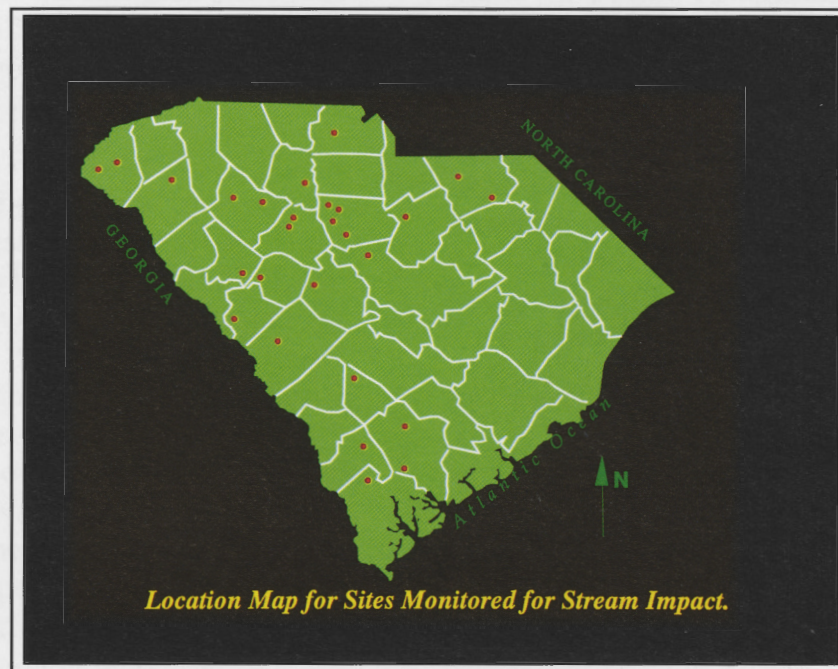 NORTH CAROLINA
GEORGIA
Atlantic Ocean
N
Location Map for Sites Monitored for Stream Impact.